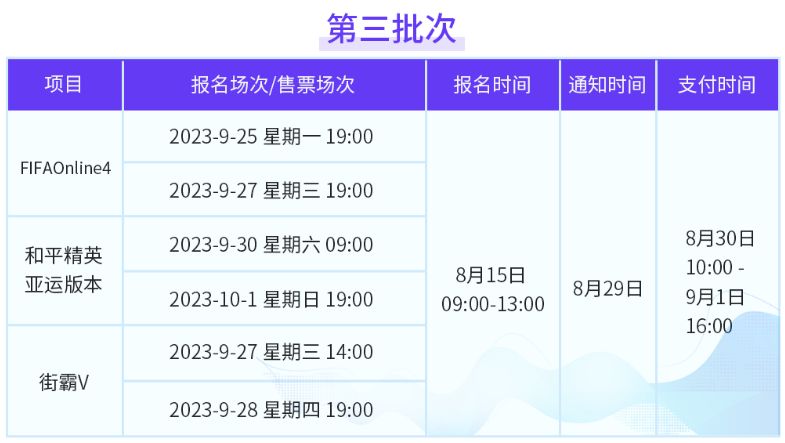 第三批次
项目 报名场次/售票场次 报名时间 通知时间 支付时间
FIFAOnline4
2023-9-25 星期一 19:00
2023-9-27 星期三 19:00
和平精英
亚运版本
2023-9-30 星期六 09:00
2023-10-1 星期日 19:00
街霸V
2023-9-27 星期三 14:00
2023-9-28 星期四 19:00
8月15日
09:00-13:00
8月29日
8月30日
10:00 -
9月1日
16:00